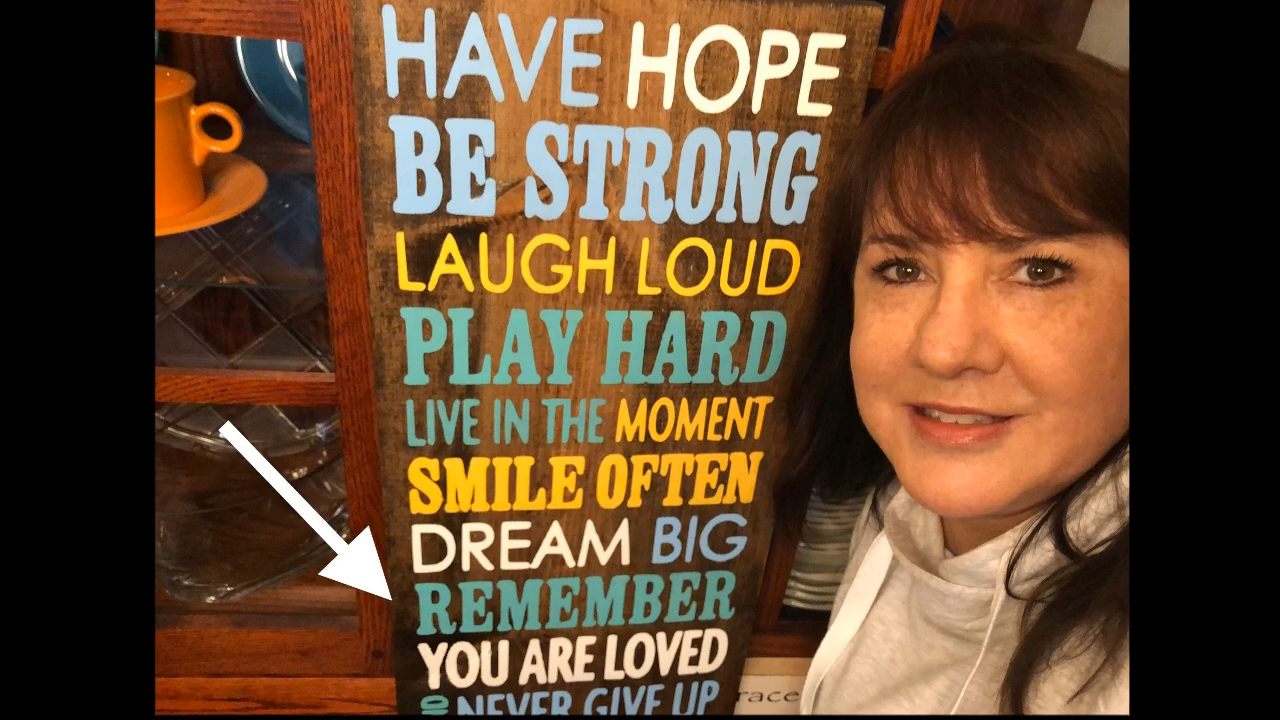 HAVE HOPE
BE STRONG
LAUGH LOUD
PLAY HARD
LIVE IN THE MOMENT
SMILE OFTEN
DREAM BIG
REMEMBER
YOU ARE LOVED
NEVER GIVE UP